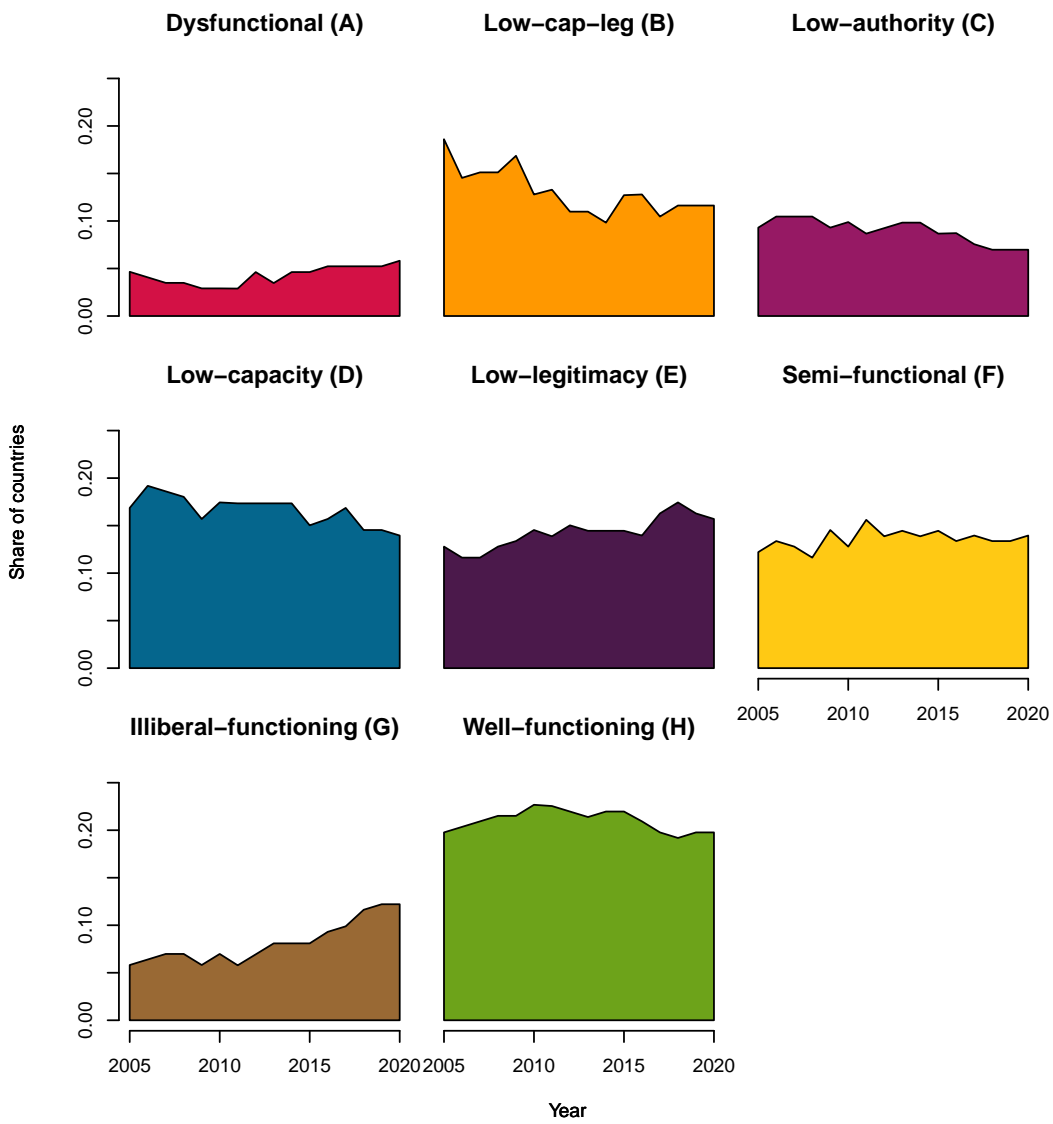 Dysfunctional (A) Low−cap−leg (B) Low−authority (C)
0.20
0.10
0.00
Low−capacity (D) Low−legitimacy (E) Semi−functional (F)
Share of countries
0.20
0.10
0.00
2005 2010 2015 2020
Illiberal−functioning (G) Well−functioning (H)
0.20
0.10
0.00
2005 2010 2015 2020 2005 2010 2015 2020
Year